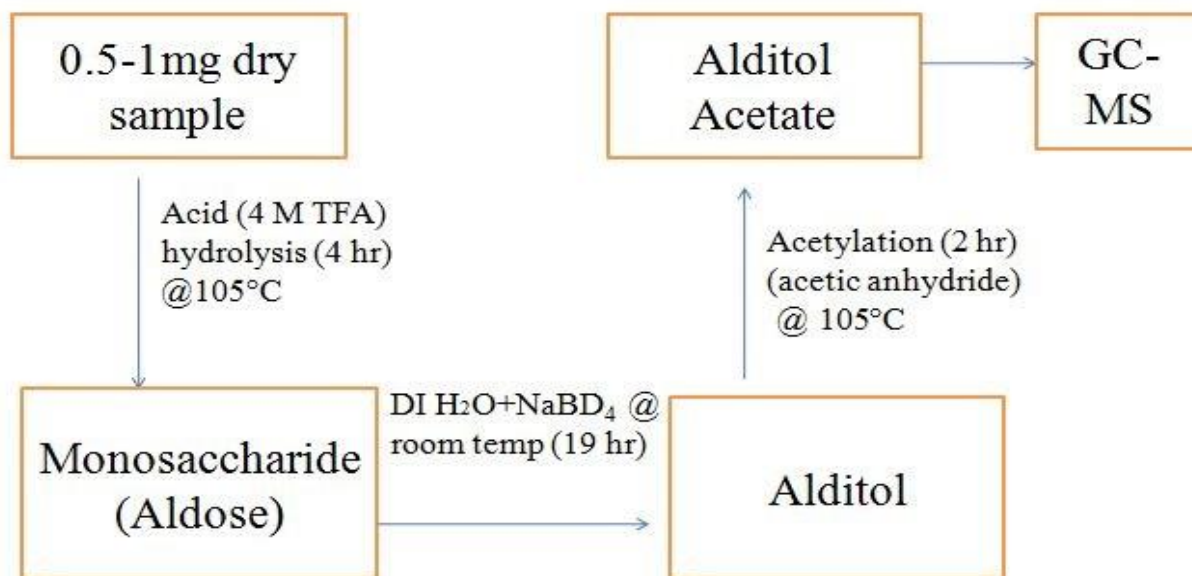 0.5-1mg dry
sample
Acid (4 M TFA)
hydrolysis (4 hr)
@105°C
Monosaccharide
(Aldose)
DI H₂O+NaBD₄ @
room temp (19 hr)
Alditol
Acetylation (2 hr)
(acetic anhydride)
@ 105°C
Alditol
Acetate
GC-
MS